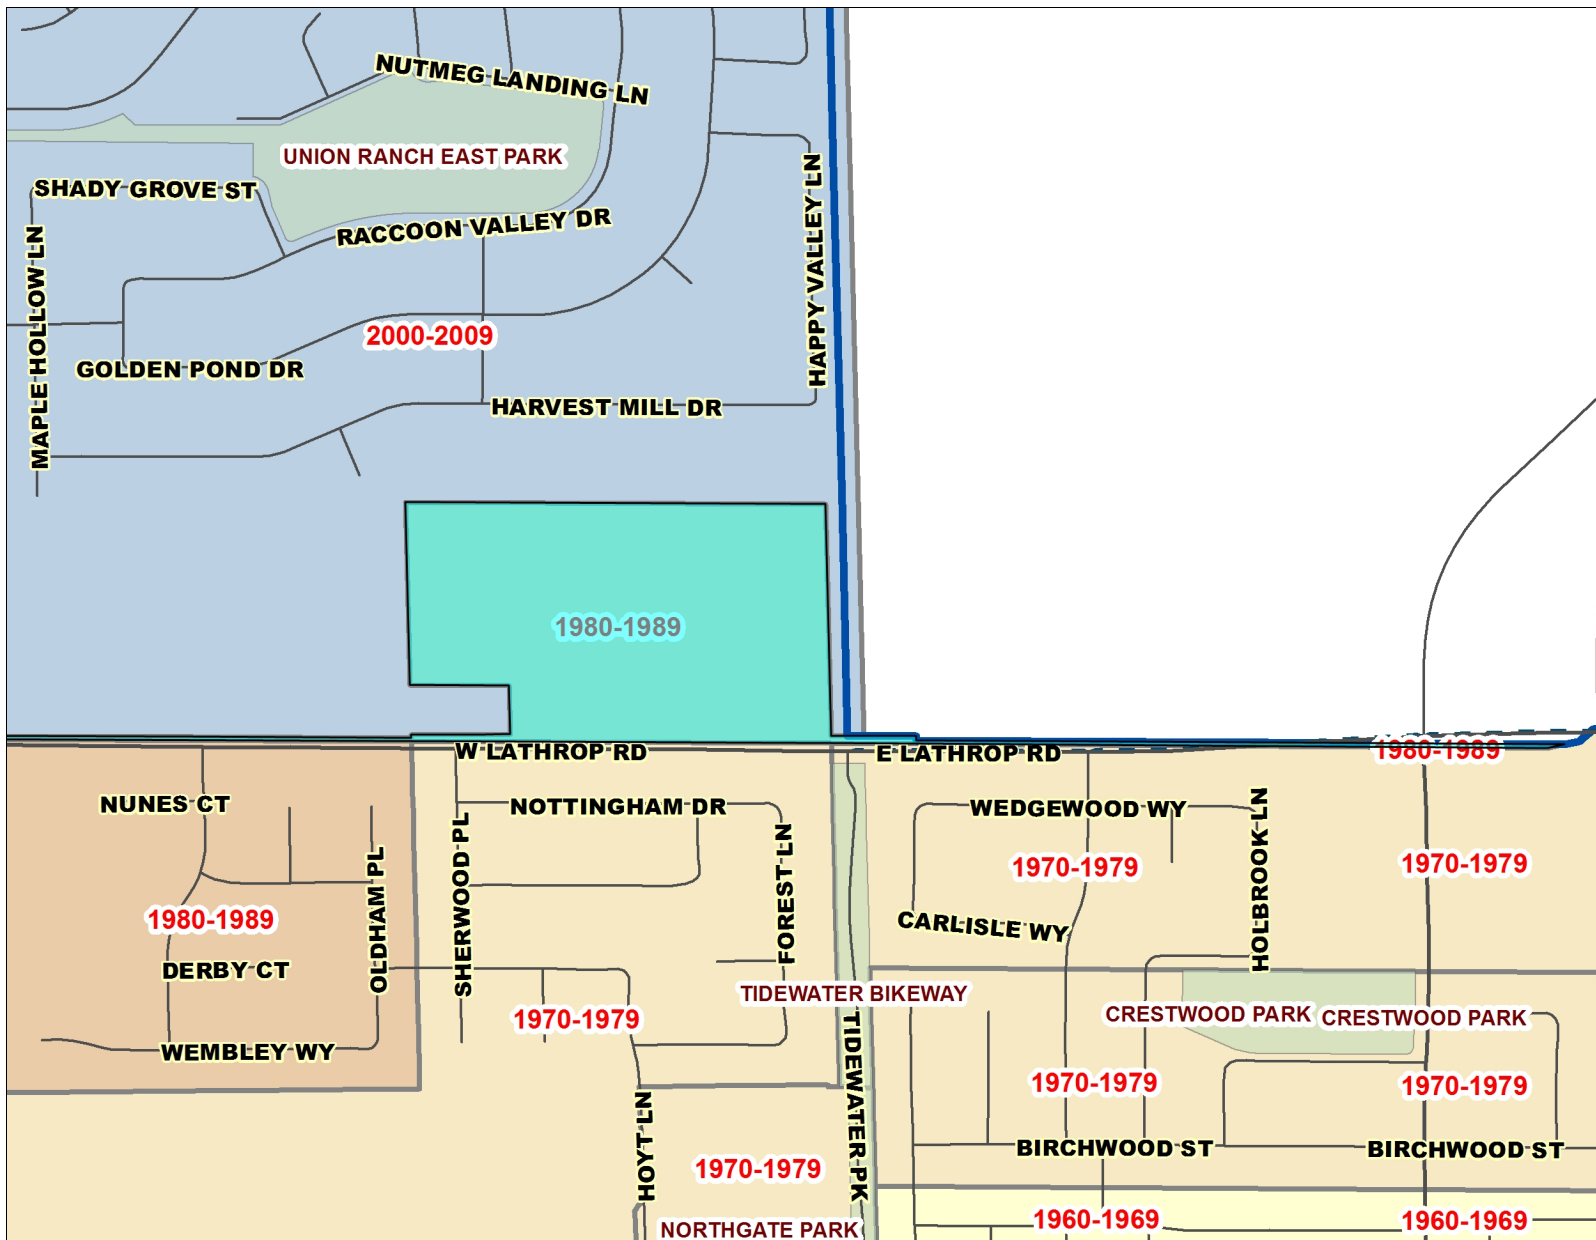 NUTMEG LANDING LN
UNION RANCH EAST PARK
SHADY GROVE ST
HAPPY VALLEY LN
RACCOON VALLEY DR
MAPLE HOLLOW LN
2000-2009
GOLDEN POND DR
HARVEST MILL DR
1980-1989
W LATHROP RD
E LATHROP RD
1980-1989
NUNES CT
NOTTINGHAM DR
WEDGEWOOD WY
HOLBROOK LN
SHERWOOD PL
FOREST LN
OLDHAM PL
1970-1979
1970-1979
1980-1989
CARLISLE WY
DERBY CT
TIDEWATER BIKEWAY
1970-1979
CRESTWOOD PARK
CRESTWOOD PARK
WEMBLEY WY
TIDEWATER PK
1970-1979
1970-1979
HOYT LN
BIRCHWOOD ST
BIRCHWOOD ST
1970-1979
NORTHGATE PARK
1960-1969
1960-1969